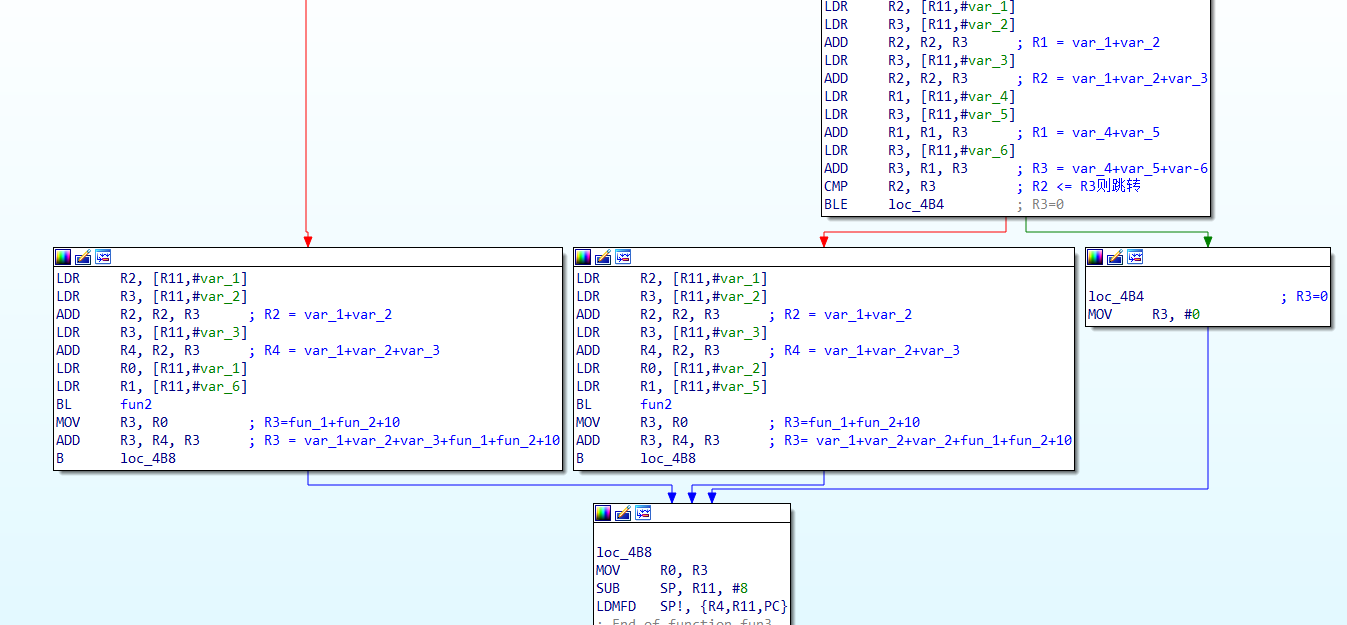 LDR R2, [R11,#var_1]
LDR R3, [R11,#var_2]
ADD R2, R2, R3 ; R1 = var_1+var_2
LDR R3, [R11,#var_3]
ADD R2, R2, R3 ; R2 = var_1+var_2+var_3
LDR R1, [R11,#var_4]
LDR R3, [R11,#var_5]
ADD R1, R1, R3 ; R1 = var_4+var_5
LDR R3, [R11,#var_6]
ADD R3, R1, R3 ; R3 = var_4+var_5+var-6
CMP R2, R3 ; R2 <= R3则跳转
BLE loc_4B4 ; R3=0
LDR R2, [R11,#var_1]
LDR R3, [R11,#var_2]
ADD R2, R2, R3 ; R2 = var_1+var_2
LDR R3, [R11,#var_3]
ADD R4, R2, R3 ; R4 = var_1+var_2+var_3
LDR R0, [R11,#var_1]
LDR R1, [R11,#var_6]
BL fun2
MOV R3, R0 ; R3=fun_1+fun_2+10
ADD R3, R4, R3 ; R3 = var_1+var_2+var_3+fun_1+fun_2+10
B loc_4B8
LDR R2, [R11,#var_1]
LDR R3, [R11,#var_2]
ADD R2, R2, R3 ; R2 = var_1+var_2
LDR R3, [R11,#var_3]
ADD R4, R2, R3 ; R4 = var_1+var_2+var_3
LDR R0, [R11,#var_2]
LDR R1, [R11,#var_5]
BL fun2
MOV R3, R0 ; R3=fun_1+fun_2+10
ADD R3, R4, R3 ; R3= var_1+var_2+var_2+fun_1+fun_2+10
B loc_4B8
loc_4B4 ; R3=0
MOV R3, #0
loc_4B8
MOV R0, R3
SUB SP, R11, #8
LDMFD SP!, {R4,R11,PC}
; End of function fun3